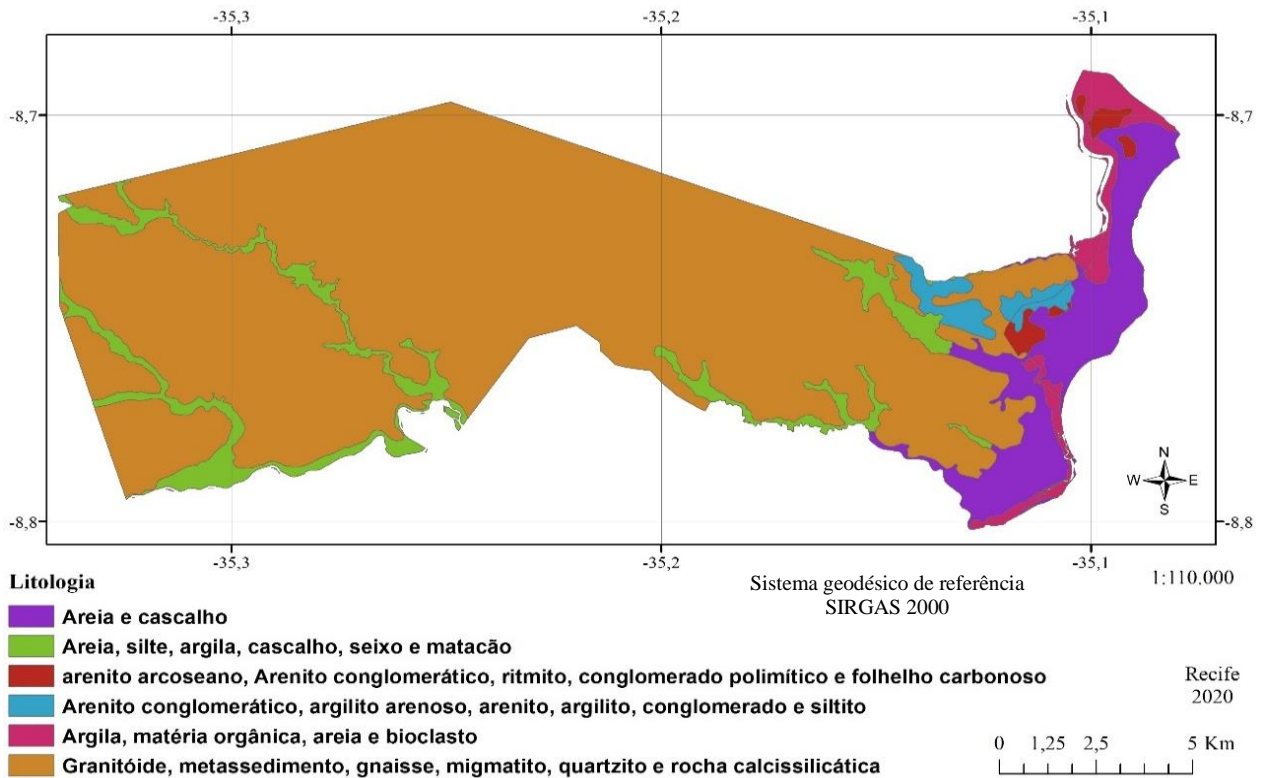 -35,3 -35,2 -35,1
-8,7 -8,7
N
W E
S
-8,8 -8,8
-35,3 -35,2 -35,1
Litologia
Sistema geodésico de referência
SIRGAS 2000
1:110.000
Areia e cascalho
Areia, silte, argila, cascalho, seixo e matacão
arenito arcoseano, Arenito conglomerático, ritmito, conglomerado polimítico e folhelho carbonoso
Arenito conglomerático, argilito arenoso, arenito, argilito, conglomerado e siltito
Argila, matéria orgânica, areia e bioclasto
Granitóide, metassedimento, gnaisse, migmatito, quartzito e rocha calcissilicática
Recife
2020
0 1,25 2,5 5 Km